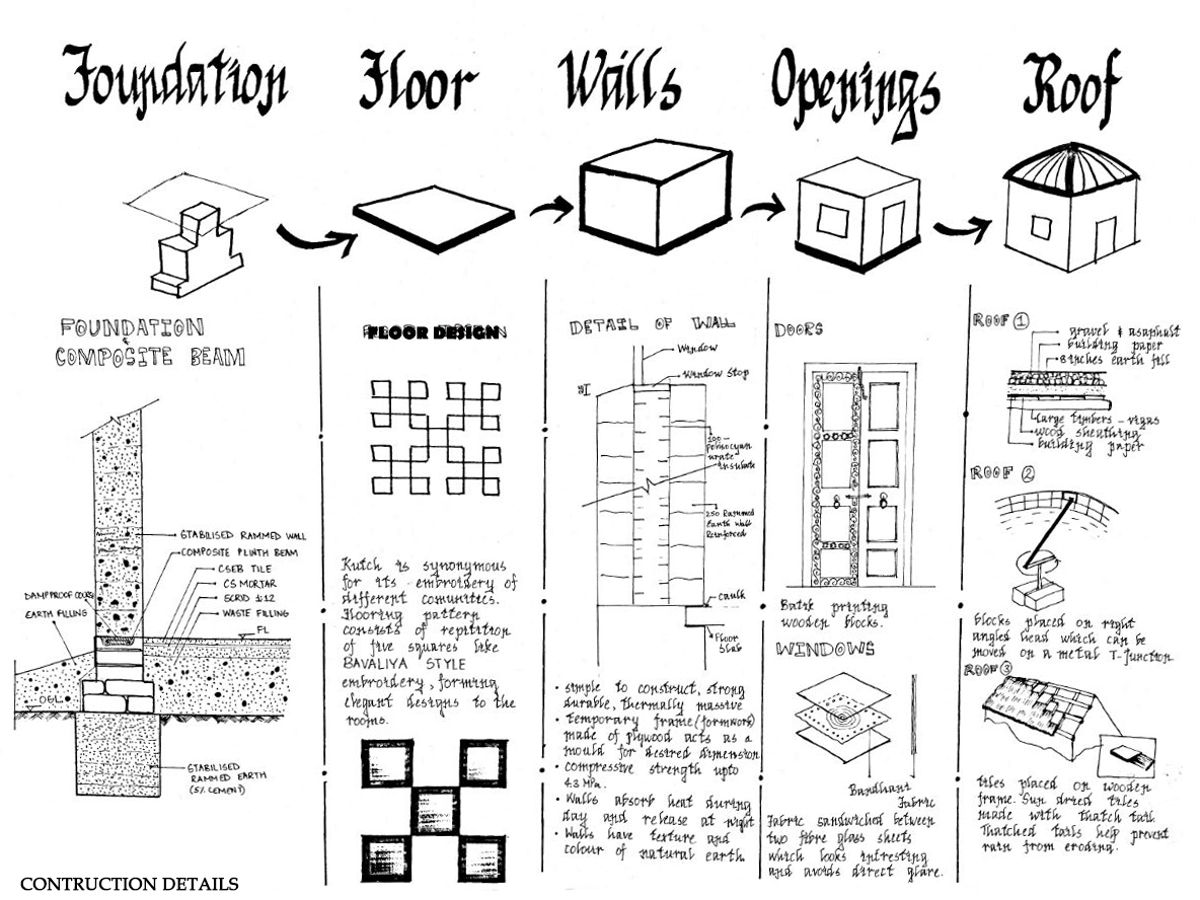 Foundation
Floor
Walls
Openings
Roof
FOUNDATION
&
COMPOSITE BEAM
STABILISED RAMMED WALL
COMPOSITE PLINTH BEAM
CSEB TILE
CS MORTAR
SCRID 1:12
WASTE FILLING
DAMPPROOF COURSE
EARTH FILLING
FL
OGL
STABILISED
RAMMED EARTH
(5% CEMENT)
FLOOR DESIGN
Kutch is synonymous
for its embroidery of
different comunities.
Flooring pattern
consists of repitition
of five squares like
BAVALIYA STYLE
embroidery, forming
elegant designs to the
rooms.
DETAIL OF WALL
Window
Window Stop
100 -
insulate
250 Rammed
Earth Wall
Reinforced
caulk
Floor
Slab
• simple to construct, strong
durable, thermally massive
• temporary frame (formwork)
made of plywood acts as a
mould for desired dimension
• compressive strength upto
4.3 MPa.
• Walls absorb heat during
day and release at night
• Walls have texture and
colour of natural earth
DOORS
Batik printing
wooden blocks.
WINDOWS
Bandhani
Fabric
Fabric sandwiched between
two fibre glass sheets
which looks intresting
and avoids direct glare.
ROOF 1
gravel & asaphalt
building paper
8 inches earth fill
large timbers - vigas
wood sheathing
building paper
ROOF 2
blocks placed on right
angled head which can be
moved on a metal T-junction
ROOF 3
tiles placed on wooden
frame. Sun dried tiles
made with thatch tail.
Thatched tails help prevent
rain from eroding.
CONTRUCTION DETAILS